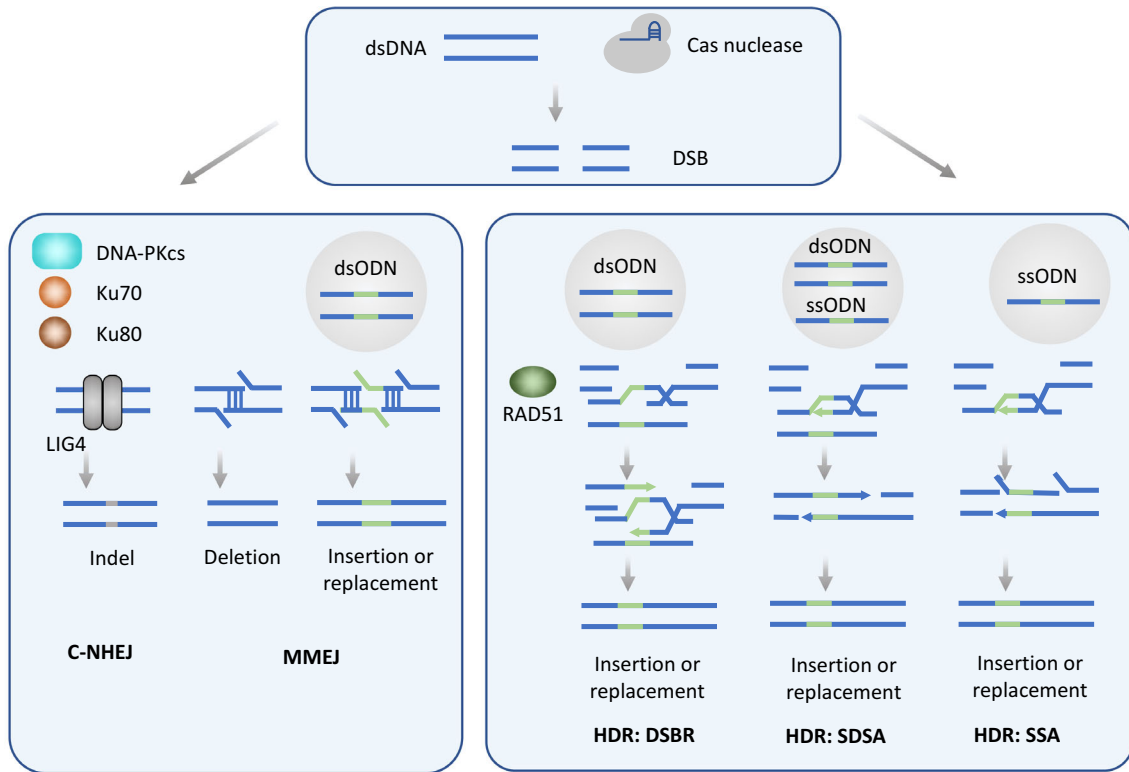 dsDNA
Cas nuclease
DSB
DNA-PKcs
Ku70
Ku80
dsODN
LIG4
Indel
Deletion
Insertion or
replacement
C-NHEJ
MMEJ
dsODN
dsODN
ssODN
ssODN
RAD51
Insertion or
replacement
Insertion or
replacement
Insertion or
replacement
HDR: DSBR
HDR: SDSA
HDR: SSA